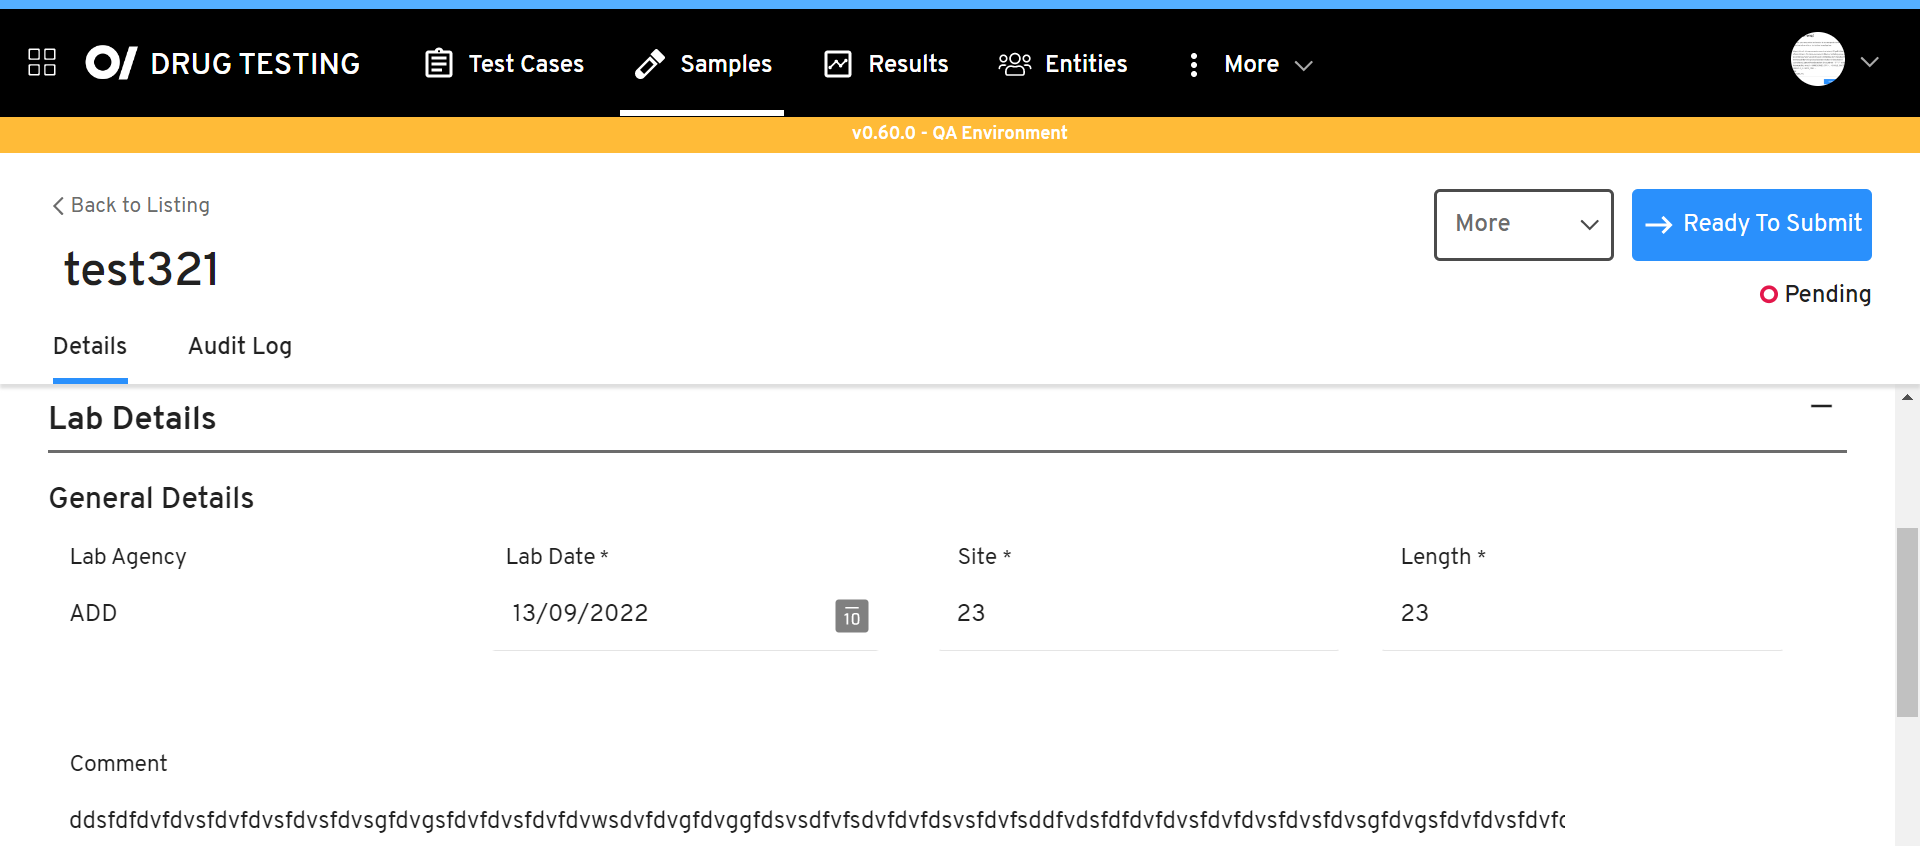 DRUG TESTING Test Cases Samples Results Entities More
v0.60.0 - QA Environment
Back to Listing
More Ready To Submit
test321
Pending
Details Audit Log
Lab Details
General Details
Lab Agency Lab Date * Site * Length *
ADD 13/09/2022 10 23 23
Comment
ddsfdfdvfdvsfdvfdvsfdvsfdvsgfdvgsfdvfdvsfdvfdvwsdvfdvgfdvggfdsvsdfvfsdvfdvfdsvsfdvfsddfvdsfdfdvfdvsfdvfdvsfdvsfdvsgfdvgsfdvfdvsfdvfc